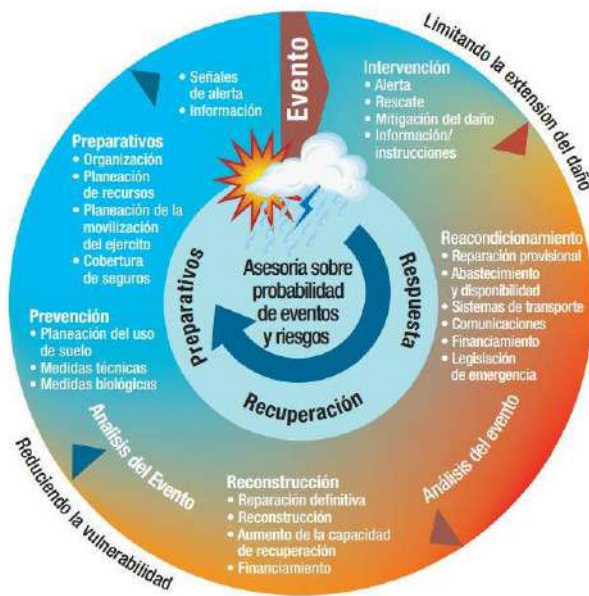 Evento
Limitando la extension del daño
Intervención
• Alerta
• Rescate
• Mitigación del daño
• Información/
instrucciones
Reacondicionamiento
• Reparación provisional
• Abastecimiento
y disponibilidad
• Sistemas de transporte
• Comunicaciones
• Financiamiento
• Legislación
de emergencia
Análisis del evento
Reconstrucción
• Reparación definitiva
• Reconstrucción
• Aumento de la capacidad
de recuperación
• Financiamiento
Analisis del Evento
Reduciendo la vulnerabilidad
Prevención
• Planeación del uso
de suelo
• Medidas técnicas
• Medidas biológicas
Preparativos
• Organización
• Planeación
de recursos
• Planeación de la
movilización
del ejercito
• Cobertura
de seguros
• Señales
de alerta
• Información
Asesoria sobre
probabilidad
de eventos
y riesgos
Respuesta
Recuperación
Preparativos